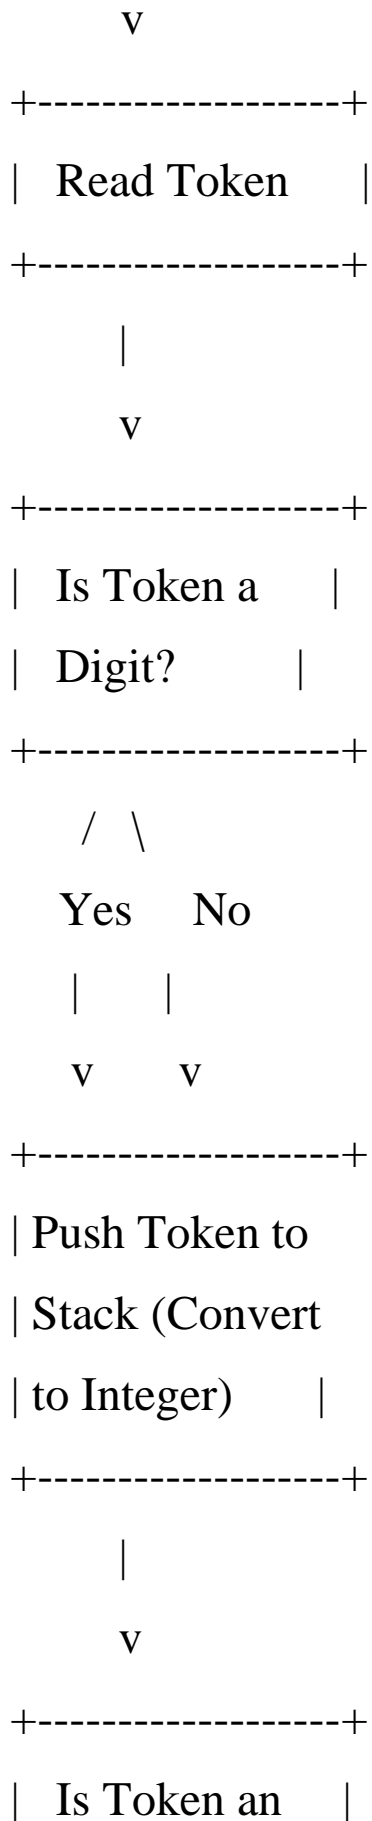 v
+-------------------+
|   Read Token      |
+-------------------+
|
v
+-------------------+
|   Is Token a      |
|   Digit?          |
+-------------------+
/   \
Yes     No
|       |
v       v
+-------------------+
| Push Token to
| Stack (Convert
| to Integer)       |
+-------------------+
|
v
+-------------------+
|   Is Token an     |